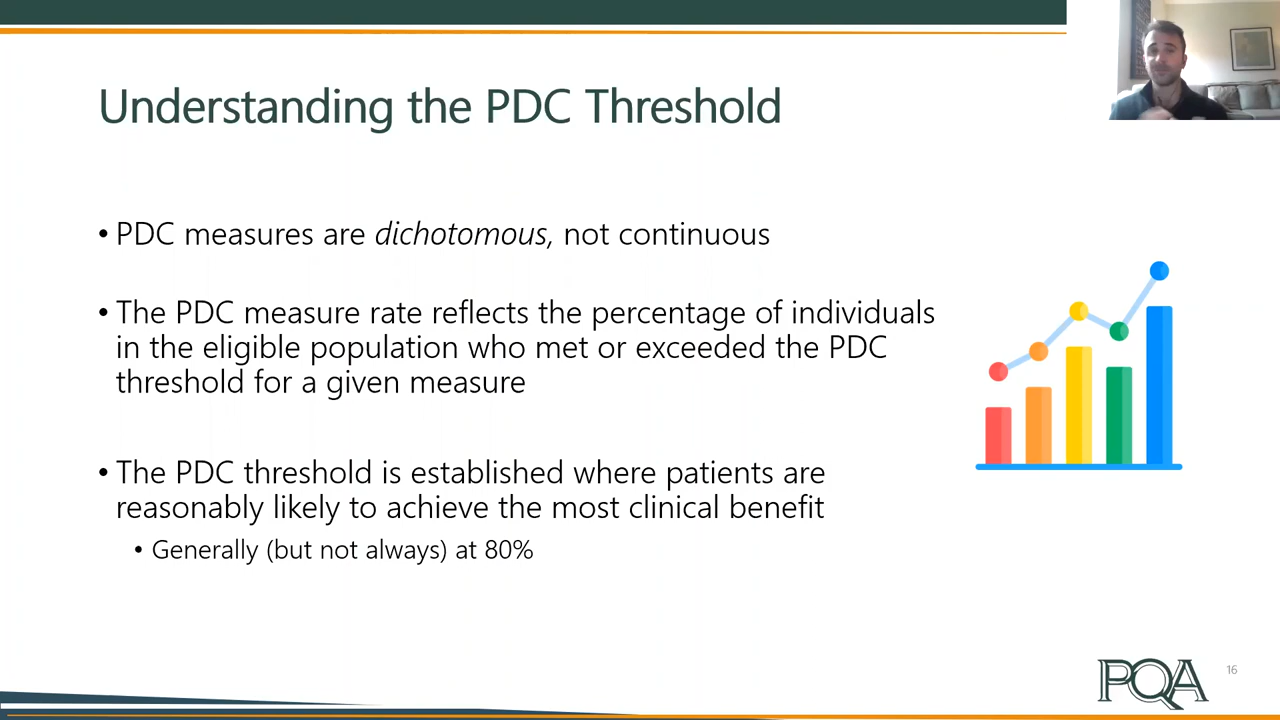 Understanding the PDC Threshold
• PDC measures are dichotomous, not continuous
• The PDC measure rate reflects the percentage of individuals
in the eligible population who met or exceeded the PDC
threshold for a given measure
• The PDC threshold is established where patients are
reasonably likely to achieve the most clinical benefit
• Generally (but not always) at 80%
PQA
16